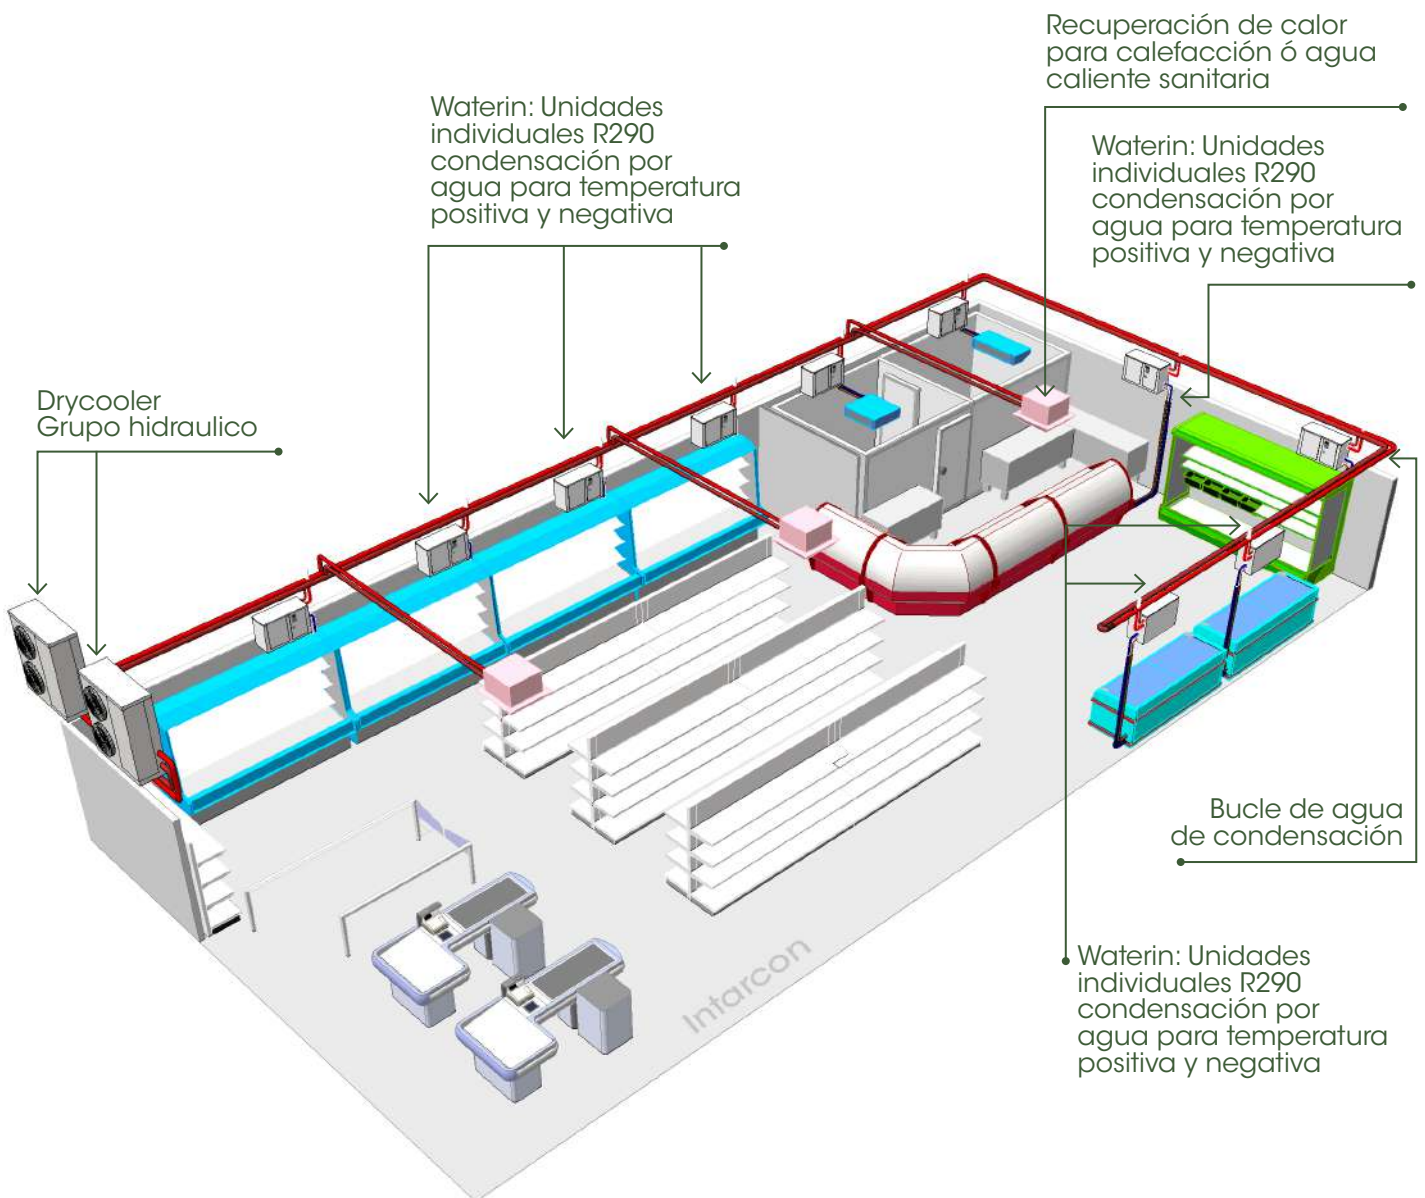 Recuperación de calor
para calefacción ó agua
caliente sanitaria
Waterin: Unidades
individuales R290
condensación por
agua para temperatura
positiva y negativa
Waterin: Unidades
individuales R290
condensación por
agua para temperatura
positiva y negativa
Drycooler
Grupo hidraulico
Bucle de agua
de condensación
Intarcon
Waterin: Unidades
individuales R290
condensación por
agua para temperatura
positiva y negativa